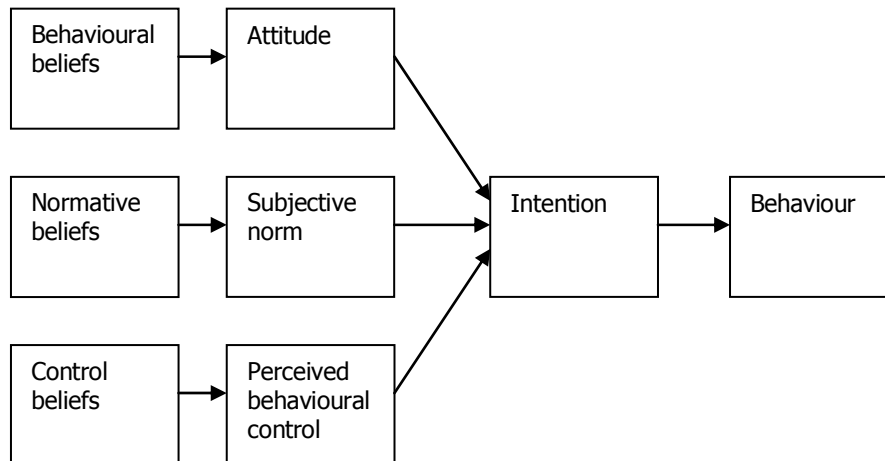 Behavioural
beliefs
Attitude
Normative
beliefs
Subjective
norm
Intention
Behaviour
Control
beliefs
Perceived
behavioural
control